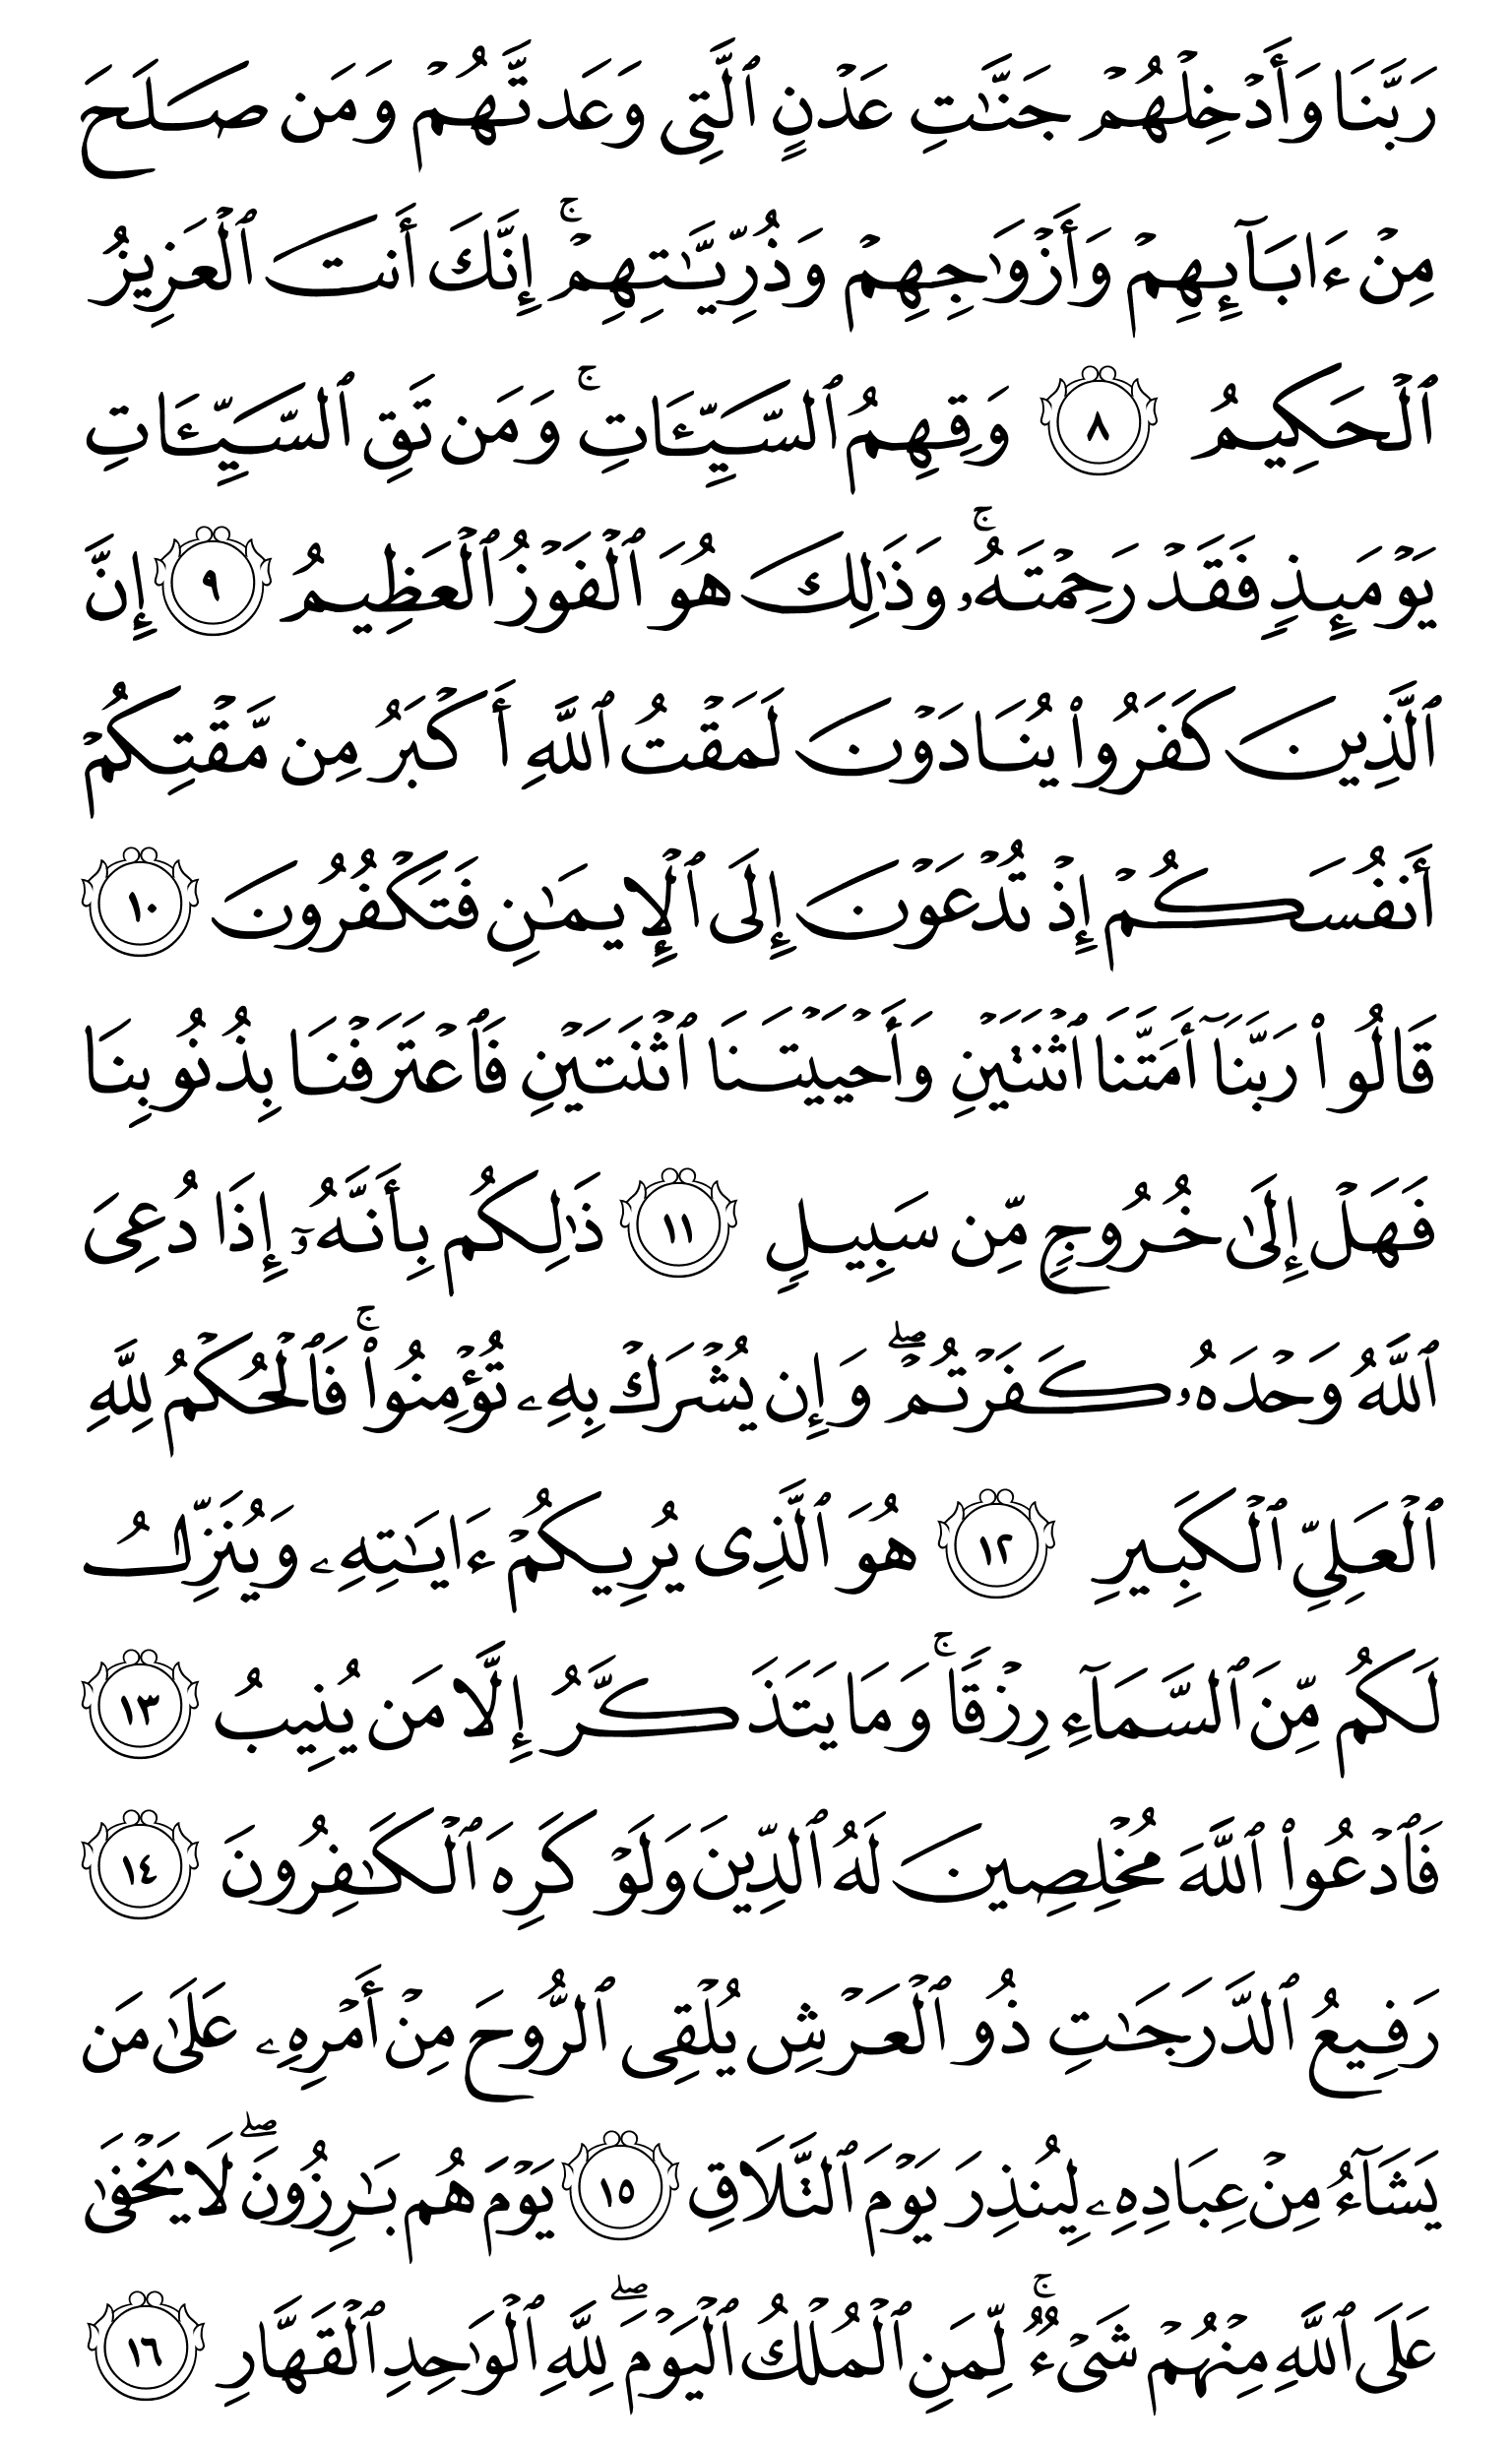 رَبَّنَا وَأَدۡخِلۡهُمۡ جَنَّٰتِ عَدۡنٍ ٱلَّتِي وَعَدتَّهُمۡ وَمَن صَلَحَ
مِنۡ ءَابَآئِهِمۡ وَأَزۡوَٰجِهِمۡ وَذُرِّيَّٰتِهِمۡۚ إِنَّكَ أَنتَ ٱلۡعَزِيزُ
ٱلۡحَكِيمُ ٨ وَقِهِمُ ٱلسَّيِّـَٔاتِۚ وَمَن تَقِ ٱلسَّيِّـَٔاتِ
يَوۡمَئِذٍ فَقَدۡ رَحِمۡتَهُۥۚ وَذَٰلِكَ هُوَ ٱلۡفَوۡزُ ٱلۡعَظِيمُ ٩ إِنَّ
ٱلَّذِينَ كَفَرُواْ يُنَادَوۡنَ لَمَقۡتُ ٱللَّهِ أَكۡبَرُ مِن مَّقۡتِكُمۡ
أَنفُسَكُمۡ إِذۡ تُدۡعَوۡنَ إِلَى ٱلۡإِيمَٰنِ فَتَكۡفُرُونَ ١٠
قَالُواْ رَبَّنَآ أَمَتَّنَا ٱثۡنَتَيۡنِ وَأَحۡيَيۡتَنَا ٱثۡنَتَيۡنِ فَٱعۡتَرَفۡنَا بِذُنُوبِنَا
فَهَلۡ إِلَىٰ خُرُوجٍ مِّن سَبِيلٍ ١١ ذَٰلِكُم بِأَنَّهُۥٓ إِذَا دُعِيَ
ٱللَّهُ وَحۡدَهُۥ كَفَرۡتُمۡۖ وَإِن يُشۡرَكۡ بِهِۦ تُؤۡمِنُواْۚ فَٱلۡحُكۡمُ لِلَّهِ
ٱلۡعَلِيِّ ٱلۡكَبِيرِ ١٢ هُوَ ٱلَّذِي يُرِيكُمۡ ءَايَٰتِهِۦ وَيُنَزِّلُ
لَكُم مِّنَ ٱلسَّمَآءِ رِزۡقًاۚ وَمَا يَتَذَكَّرُ إِلَّا مَن يُنِيبُ ١٣
فَٱدۡعُواْ ٱللَّهَ مُخۡلِصِينَ لَهُ ٱلدِّينَ وَلَوۡ كَرِهَ ٱلۡكَٰفِرُونَ ١٤
رَفِيعُ ٱلدَّرَجَٰتِ ذُو ٱلۡعَرۡشِ يُلۡقِي ٱلرُّوحَ مِنۡ أَمۡرِهِۦ عَلَىٰ مَن
يَشَآءُ مِنۡ عِبَادِهِۦ لِيُنذِرَ يَوۡمَ ٱلتَّلَاقِ ١٥ يَوۡمَ هُم بَٰرِزُونَۖ لَا يَخۡفَىٰ
عَلَى ٱللَّهِ مِنۡهُمۡ شَيۡءٌۚ لِّمَنِ ٱلۡمُلۡكُ ٱلۡيَوۡمَۖ لِلَّهِ ٱلۡوَٰحِدِ ٱلۡقَهَّارِ ١٦